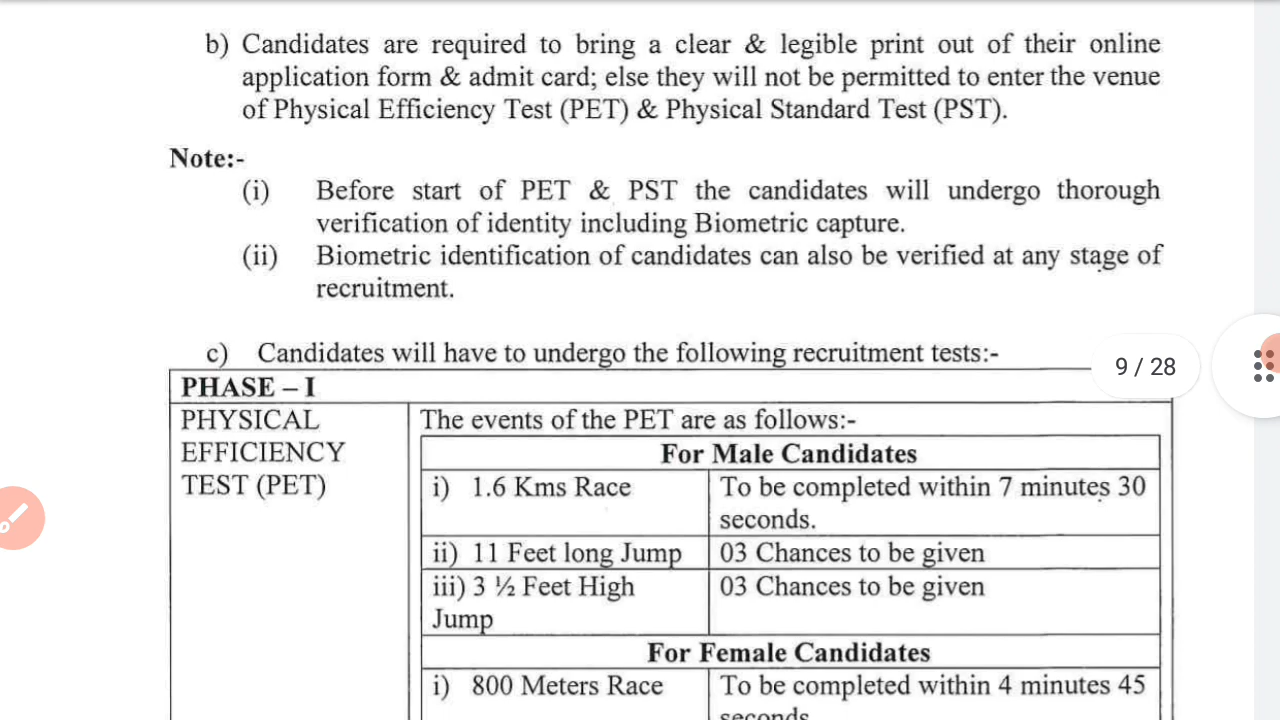 b) Candidates are required to bring a clear & legible print out of their online
application form & admit card; else they will not be permitted to enter the venue
of Physical Efficiency Test (PET) & Physical Standard Test (PST).
Note:-
(i) Before start of PET & PST the candidates will undergo thorough
verification of identity including Biometric capture.
(ii) Biometric identification of candidates can also be verified at any stage of
recruitment.
c) Candidates will have to undergo the following recruitment tests:-
9 / 28
PHASE – I
PHYSICAL
EFFICIENCY
TEST (PET)
The events of the PET are as follows:-
For Male Candidates
i) 1.6 Kms Race
To be completed within 7 minutes 30
seconds.
ii) 11 Feet long Jump
03 Chances to be given
iii) 3 ½ Feet High
Jump
03 Chances to be given
For Female Candidates
i) 800 Meters Race
To be completed within 4 minutes 45
seconds